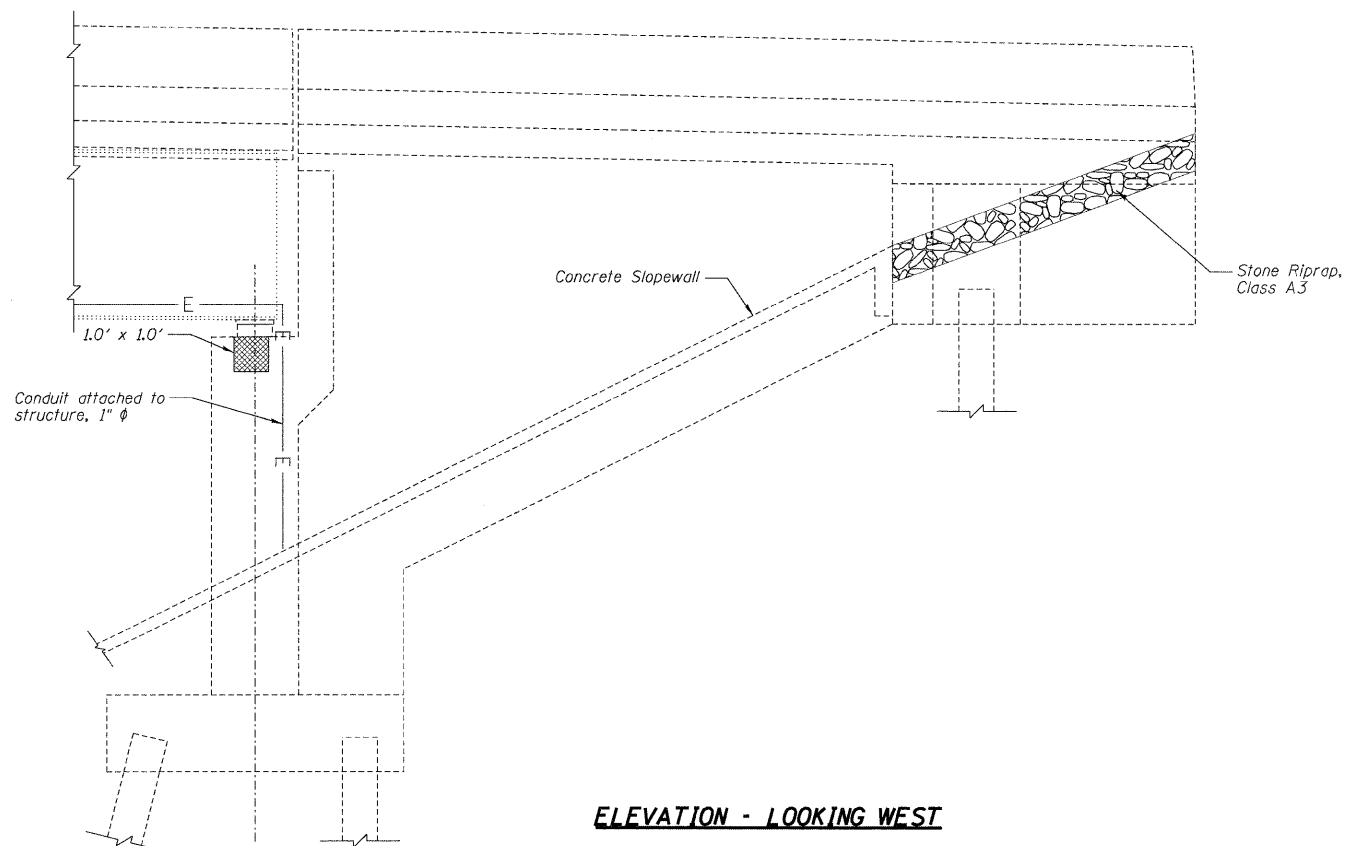 Concrete Slopewall
Stone Riprap,
Class A3
E
1.0' x 1.0'
Conduit attached to
structure, 1" ϕ
ELEVATION - LOOKING WEST